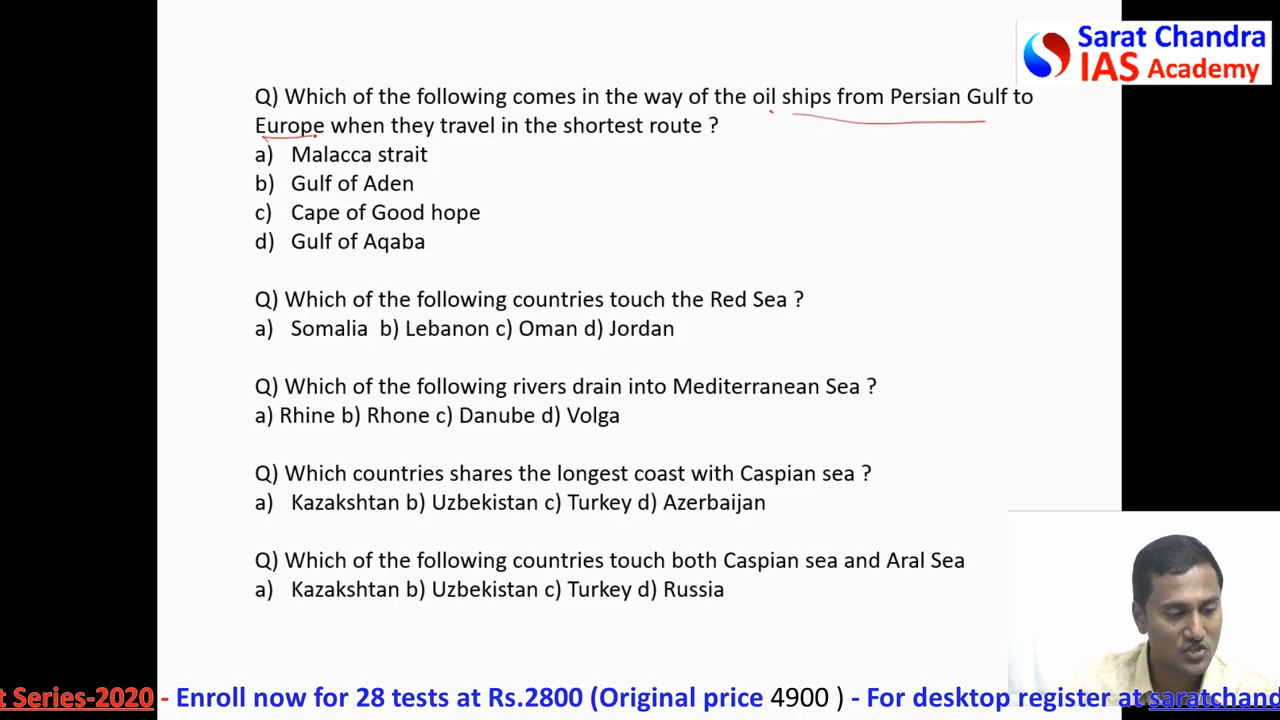 Sarat Chandra
IAS Academy
Q) Which of the following comes in the way of the oil ships from Persian Gulf to
Europe when they travel in the shortest route ?
a) Malacca strait
b) Gulf of Aden
c) Cape of Good hope
d) Gulf of Aqaba
Q) Which of the following countries touch the Red Sea ?
a) Somalia b) Lebanon c) Oman d) Jordan
Q) Which of the following rivers drain into Mediterranean Sea ?
a) Rhine b) Rhone c) Danube d) Volga
Q) Which countries shares the longest coast with Caspian sea ?
a) Kazakshtan b) Uzbekistan c) Turkey d) Azerbaijan
Q) Which of the following countries touch both Caspian sea and Aral Sea
a) Kazakshtan b) Uzbekistan c) Turkey d) Russia
t Series-2020 - Enroll now for 28 tests at Rs.2800 (Original price 4900 ) - For desktop register at saratchand